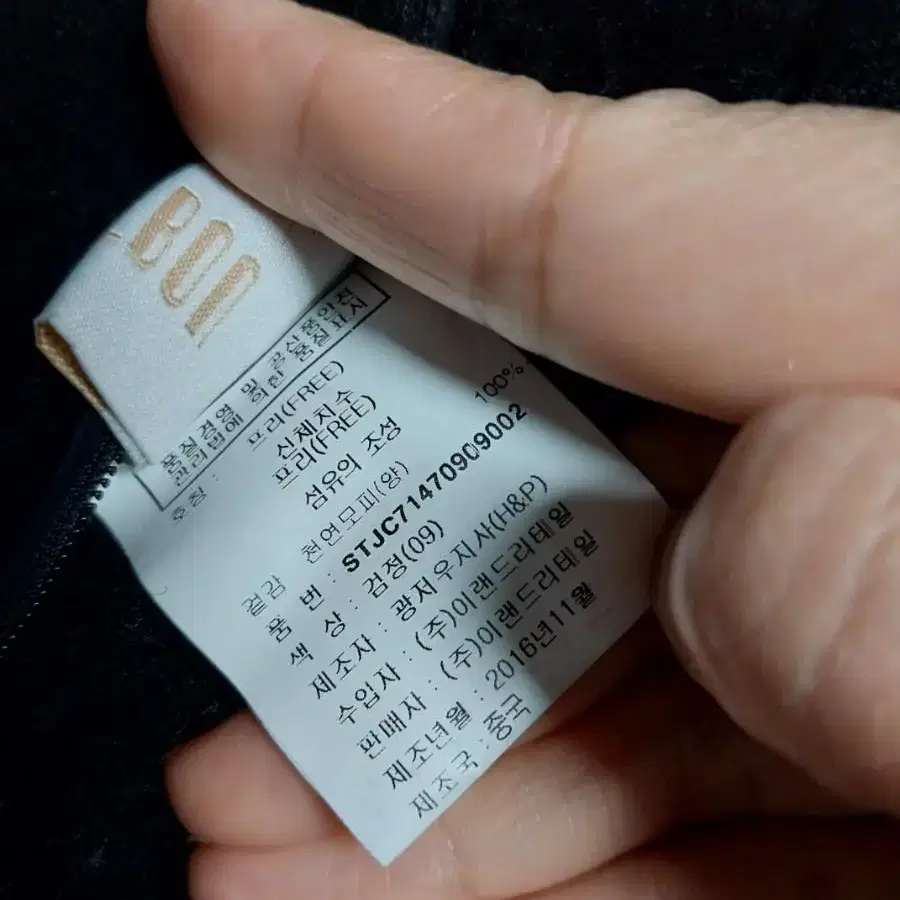 BON
품질경영 및 공산품안전
관리법에 의한 품질표시
호칭 : 프리(FREE)
신체치수
프리(FREE)
섬유의 조성
겉감 천연모피(양) 100%
품 번 : STJC71470909002
색 상 : 검정(09)
제조자 : 광저우지사(H&P)
수입자 : (주)이랜드리테일
판매자 : (주)이랜드리테일
제조년월 : 2016년11월
제조국 : 중국